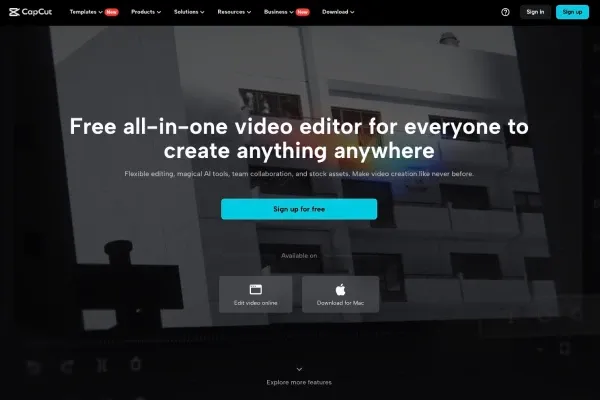 CapCut
Templates New Products Solutions Resources Business New Download Sign in Sign up
Free all-in-one video editor for everyone to
create anything anywhere
Flexible editing, magical AI tools, team collaboration, and stock assets. Make video creation like never before.
Sign up for free
Available on
Edit video online Download for Mac
Explore more features